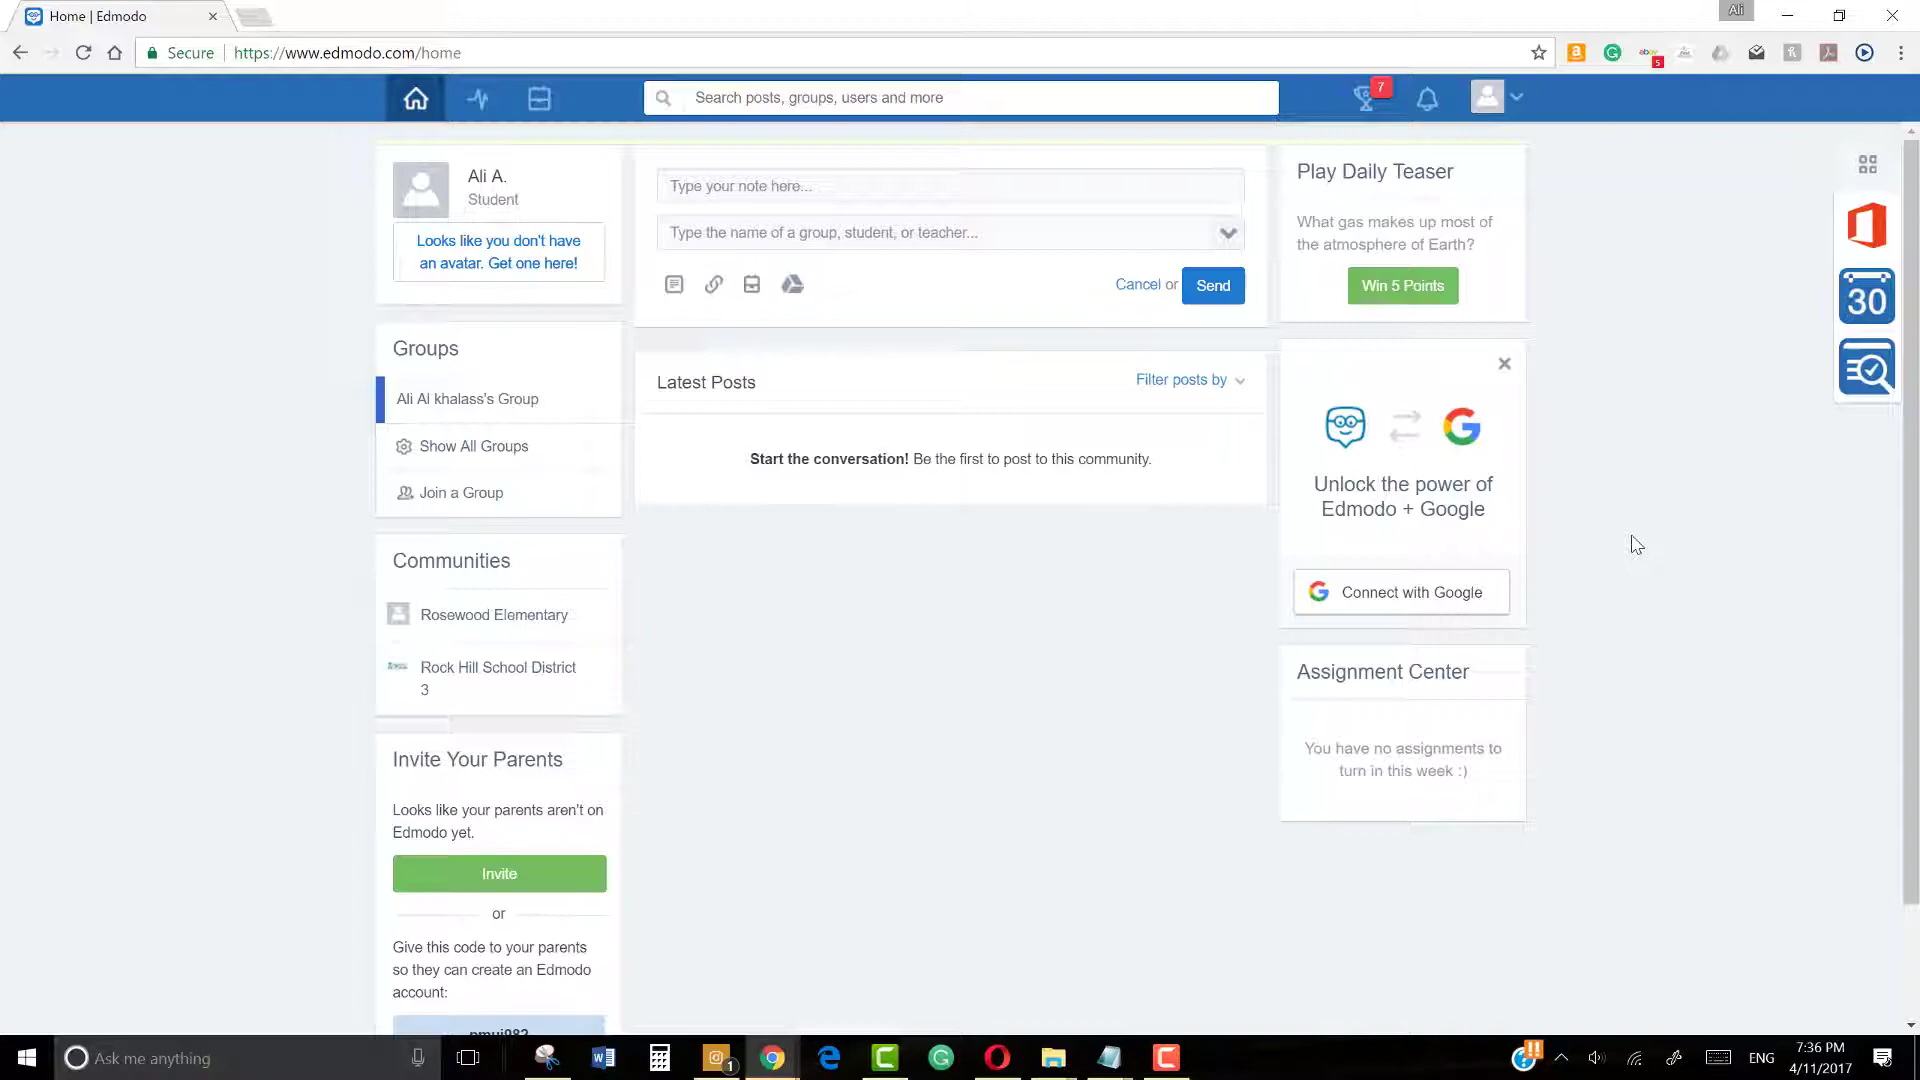 Home | Edmodo
Ali
Secure https://www.edmodo.com/home
5
Search posts, groups, users and more
7
Ali A.
Student
Looks like you don't have
an avatar. Get one here!
Groups
Ali Al khalass's Group
Show All Groups
Join a Group
Communities
Rosewood Elementary
Rock Hill School District
3
Invite Your Parents
Looks like your parents aren't on
Edmodo yet.
Invite
or
Give this code to your parents
so they can create an Edmodo
account:
Type your note here...
Type the name of a group, student, or teacher...
Cancel or Send
Latest Posts
Filter posts by
Start the conversation! Be the first to post to this community.
Play Daily Teaser
What gas makes up most of
the atmosphere of Earth?
Win 5 Points
Unlock the power of
Edmodo + Google
Connect with Google
Assignment Center
You have no assignments to
turn in this week :)
30
Ask me anything
1
ENG
7:36 PM
4/11/2017